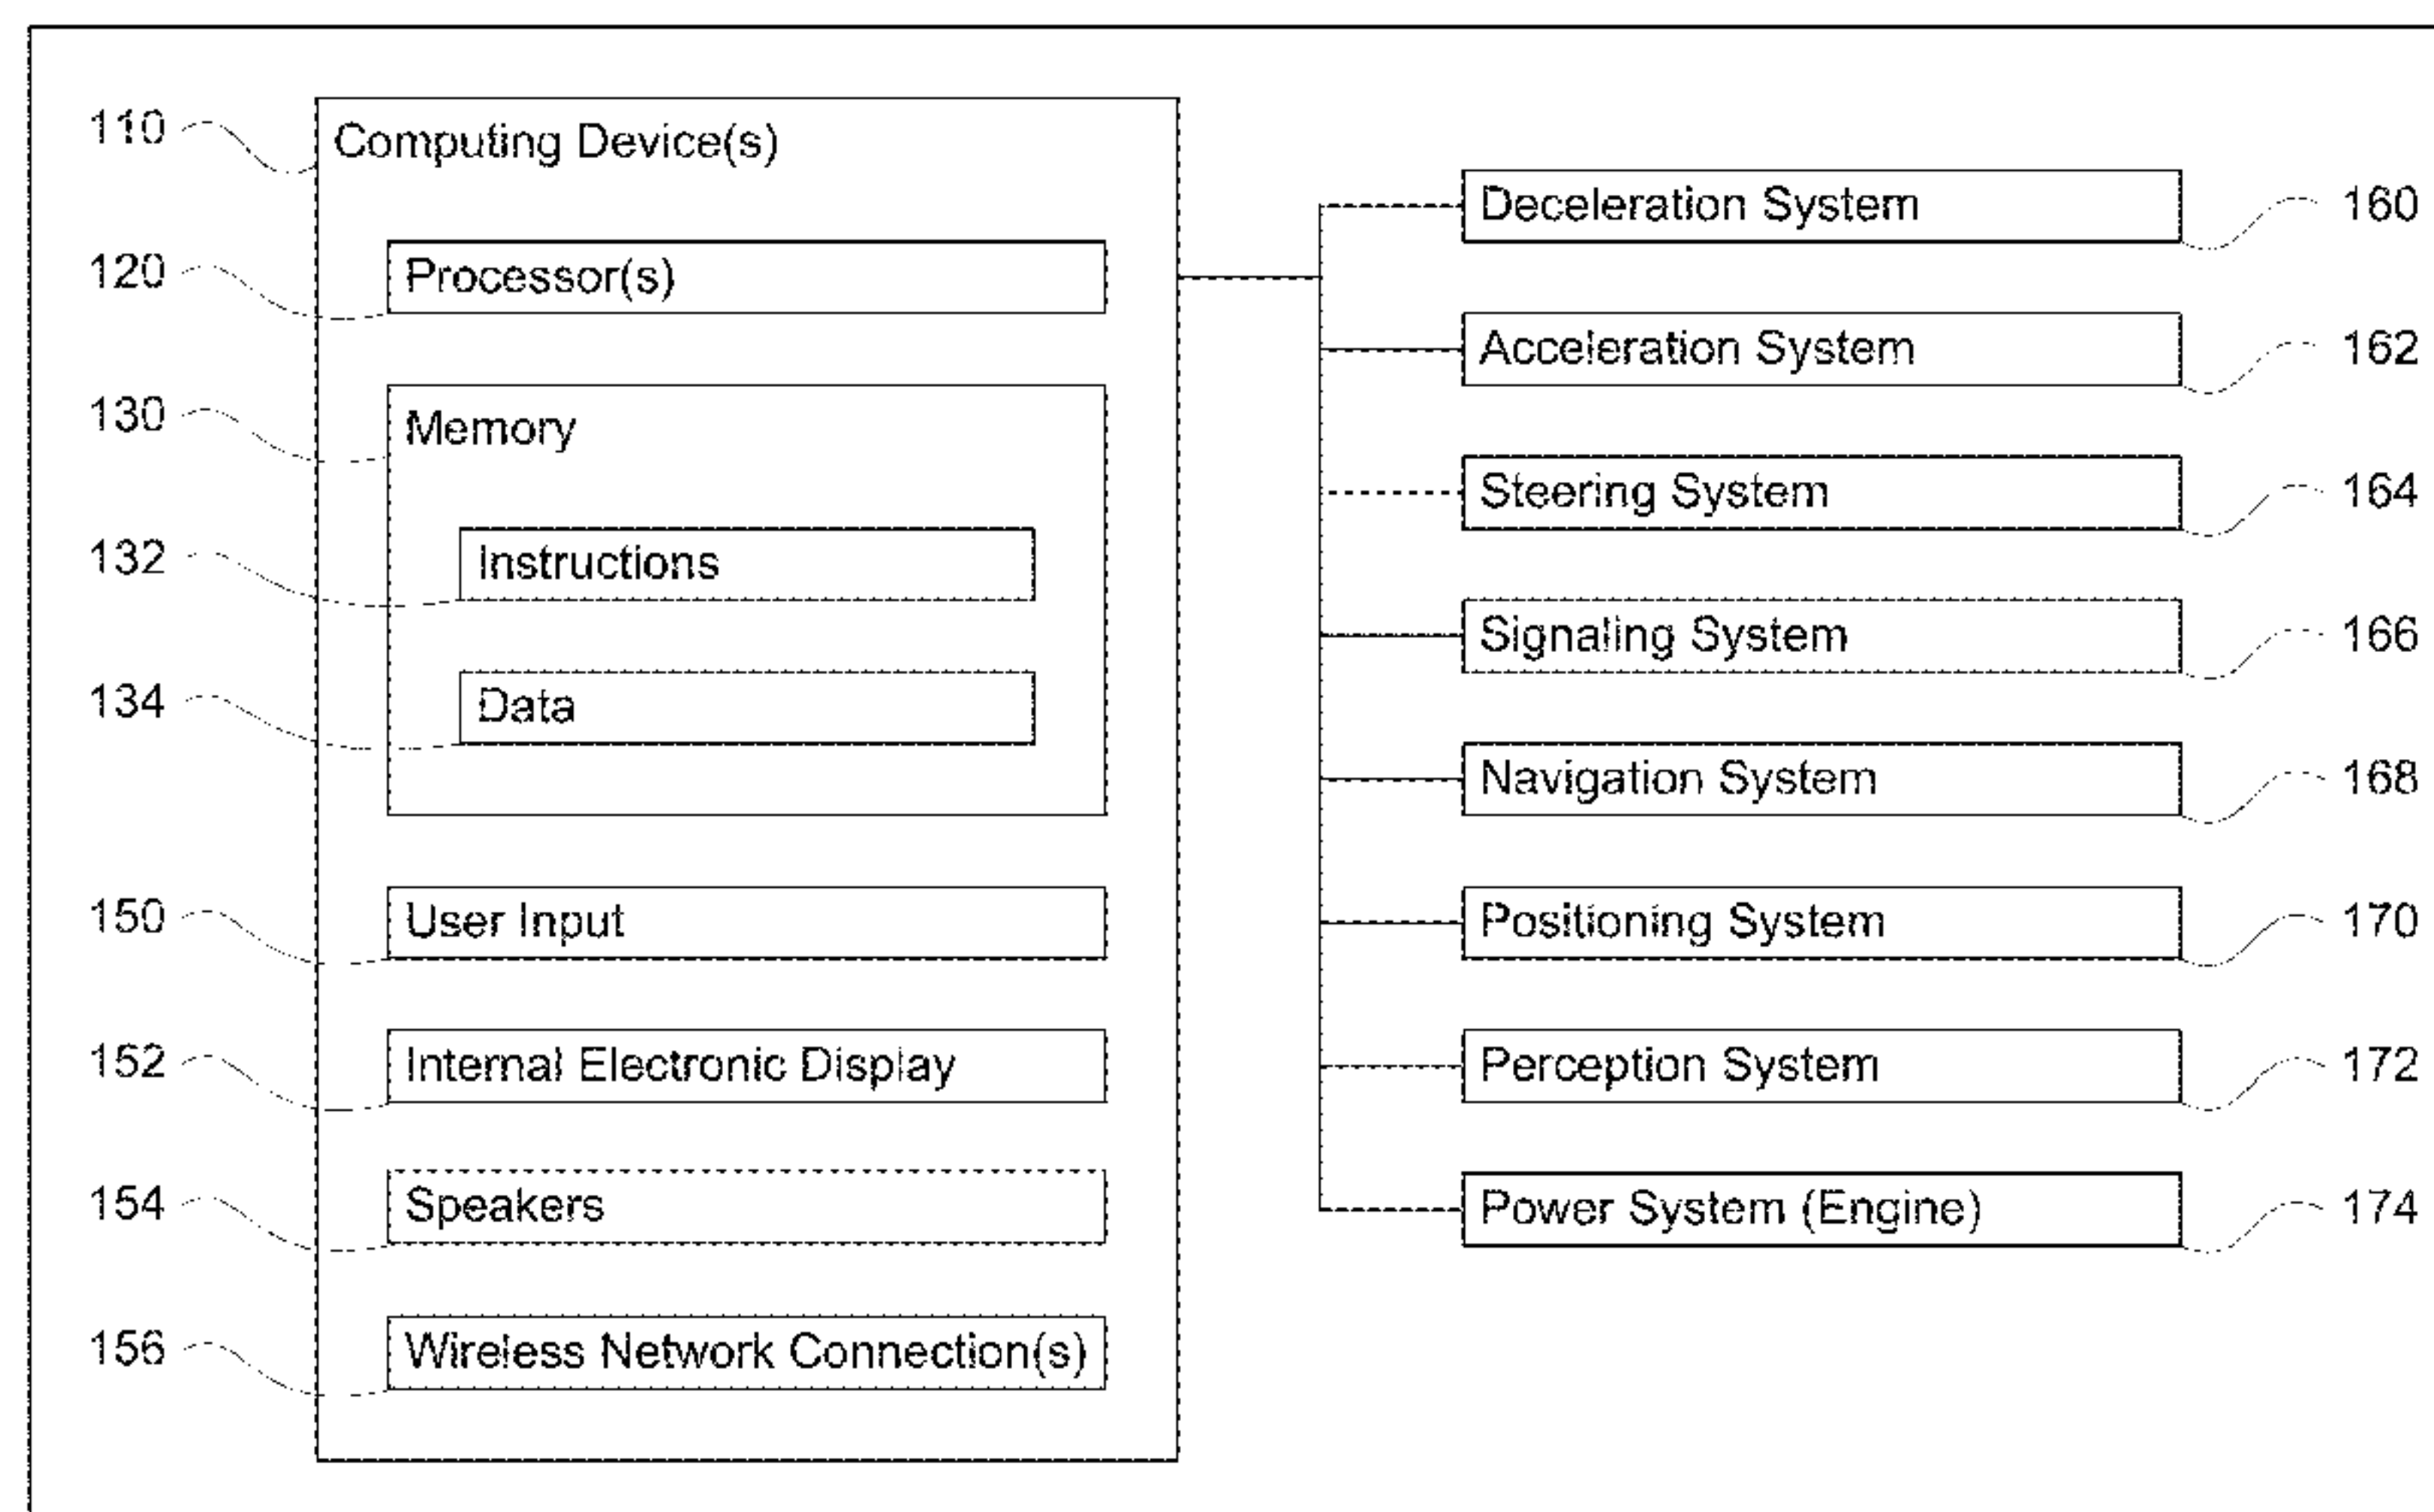 110
Computing Device(s)
120
Processor(s)
130
Memory
132
Instructions
134
Data
150
User Input
152
Internal Electronic Display
154
Speakers
156
Wireless Network Connection(s)
Deceleration System
160
Acceleration System
162
Steering System
164
Signaling System
166
Navigation System
168
Positioning System
170
Perception System
172
Power System (Engine)
174